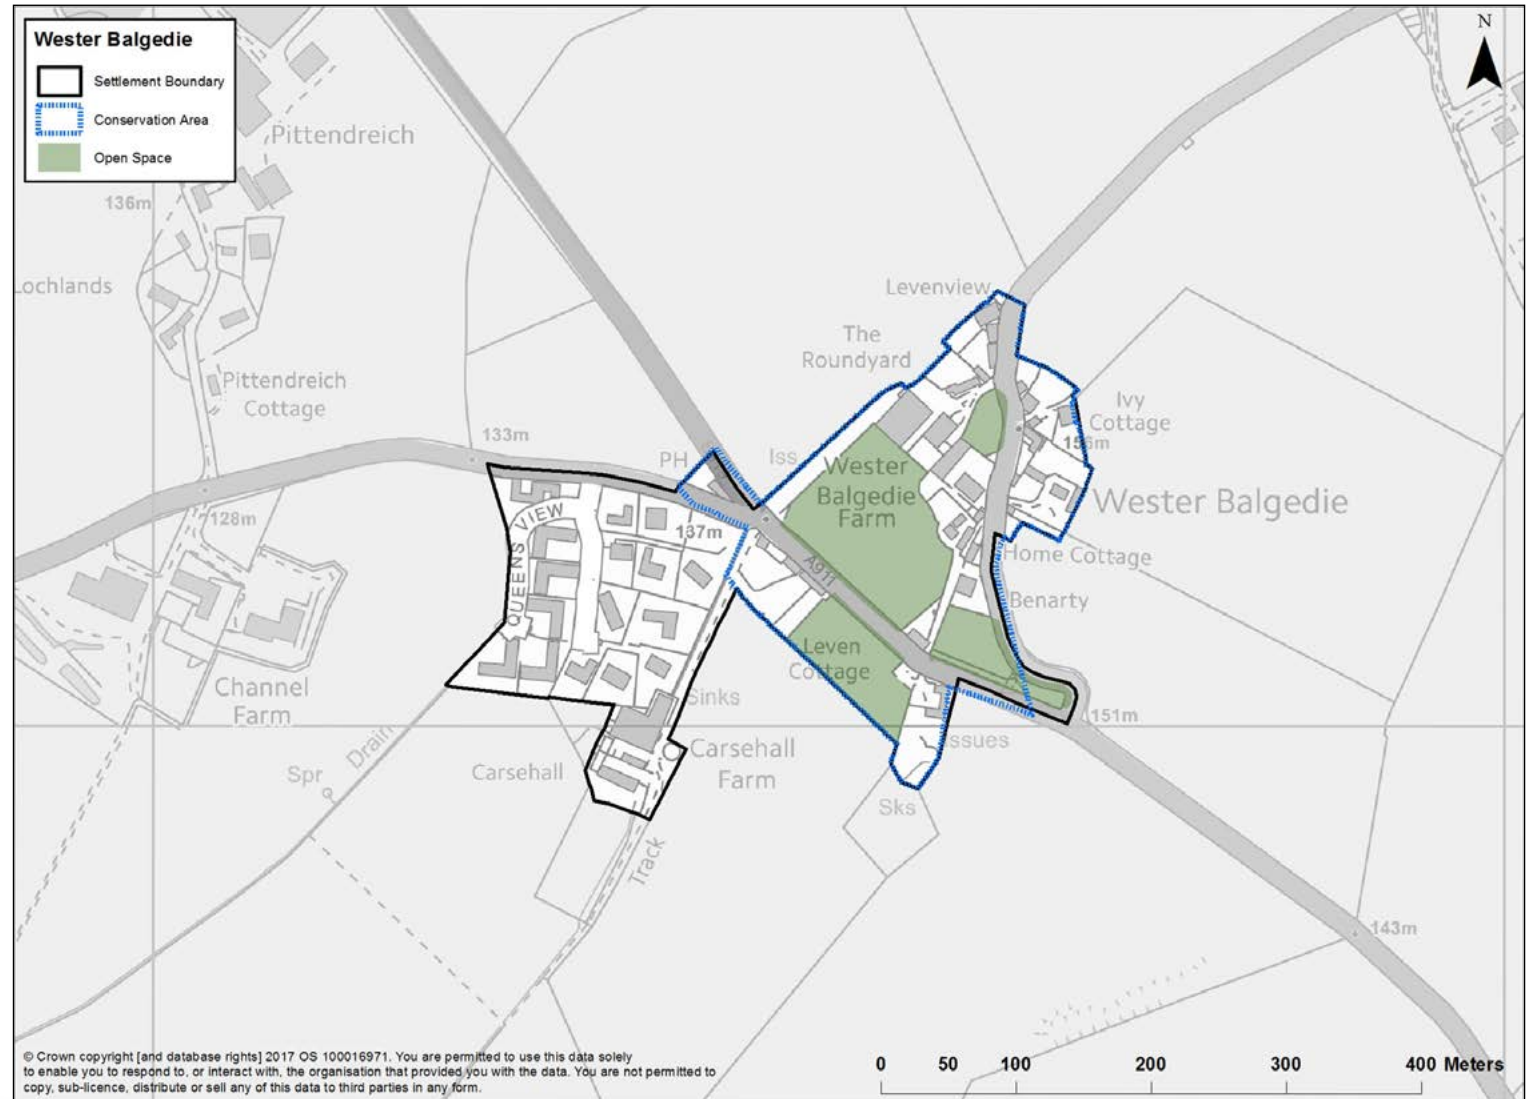 Wester Balgedie
Settlement Boundary
Conservation Area
Open Space
N
Pittendreich
136m
Lochlands
Pittendreich
Cottage
133m
128m
Levenview
The
Roundyard
Ivy
Cottage
156m
PH
Iss
Wester
Balgedie
Farm
Wester Balgedie
137m
QUEENS VIEW
A911
Home Cottage
Benarty
Leven
Cottage
Channel
Farm
Sinks
151m
Issues
Carsehall
Farm
Carsehall
Drain
Spr
Sks
Track
143m
© Crown copyright [and database rights] 2017 OS 100016971. You are permitted to use this data solely
to enable you to respond to, or interact with, the organisation that provided you with the data. You are not permitted to
copy, sub-licence, distribute or sell any of this data to third parties in any form.
0 50 100 200 300 400 Meters